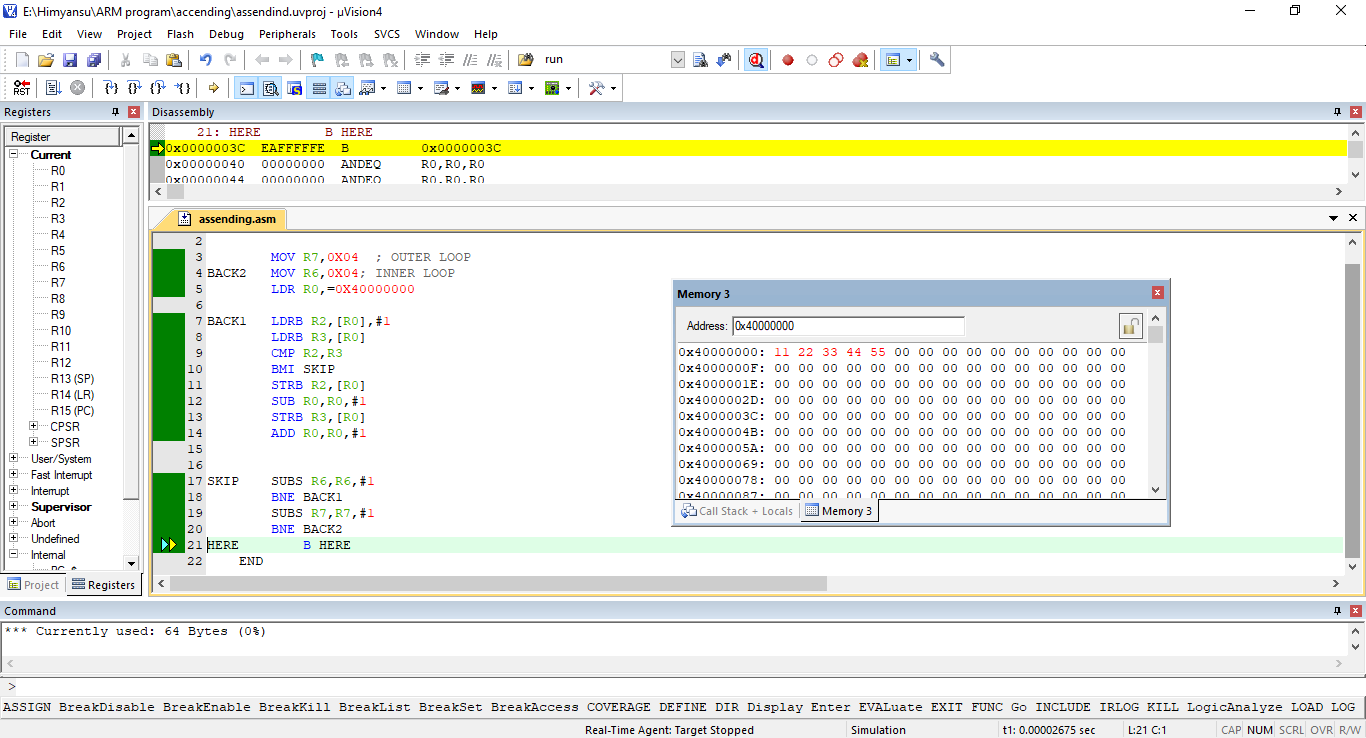 E:\Himyansu\ARM program\accending\assendind.uvproj - µVision4
File Edit View Project Flash Debug Peripherals Tools SVCS Window Help
run
RST
Registers
Register
Current
R0
R1
R2
R3
R4
R5
R6
R7
R8
R9
R10
R11
R12
R13 (SP)
R14 (LR)
R15 (PC)
CPSR
SPSR
User/System
Fast Interrupt
Interrupt
Supervisor
Abort
Undefined
Internal
PC $
Project Registers
Disassembly
21: HERE B HERE
0x0000003C EAFFFFFE B 0x0000003C
0x00000040 00000000 ANDEQ R0,R0,R0
0x00000044 00000000 ANDEQ R0,R0,R0
assending.asm
2
3 MOV R7,0X04 ; OUTER LOOP
4 BACK2 MOV R6,0X04; INNER LOOP
5 LDR R0,=0X40000000
6
7 BACK1 LDRB R2,[R0],#1
8 LDRB R3,[R0]
9 CMP R2,R3
10 BMI SKIP
11 STRB R2,[R0]
12 SUB R0,R0,#1
13 STRB R3,[R0]
14 ADD R0,R0,#1
15
16
17 SKIP SUBS R6,R6,#1
18 BNE BACK1
19 SUBS R7,R7,#1
20 BNE BACK2
21 HERE B HERE
22 END
Memory 3
Address: 0x40000000
0x40000000: 11 22 33 44 55 00 00 00 00 00 00 00 00 00 00
0x4000000F: 00 00 00 00 00 00 00 00 00 00 00 00 00 00 00
0x4000001E: 00 00 00 00 00 00 00 00 00 00 00 00 00 00 00
0x4000002D: 00 00 00 00 00 00 00 00 00 00 00 00 00 00 00
0x4000003C: 00 00 00 00 00 00 00 00 00 00 00 00 00 00 00
0x4000004B: 00 00 00 00 00 00 00 00 00 00 00 00 00 00 00
0x4000005A: 00 00 00 00 00 00 00 00 00 00 00 00 00 00 00
0x40000069: 00 00 00 00 00 00 00 00 00 00 00 00 00 00 00
0x40000078: 00 00 00 00 00 00 00 00 00 00 00 00 00 00 00
0x40000087: 00 00 00 00 00 00 00 00 00 00 00 00 00 00 00
Call Stack + Locals Memory 3
Command
*** Currently used: 64 Bytes (0%)
>
ASSIGN BreakDisable BreakEnable BreakKill BreakList BreakSet BreakAccess COVERAGE DEFINE DIR Display Enter EVALuate EXIT FUNC Go INCLUDE IRLOG KILL LogicAnalyze LOAD LOG
Real-Time Agent: Target Stopped Simulation t1: 0.00002675 sec L:21 C:1 CAP NUM SCRL OVR R/W